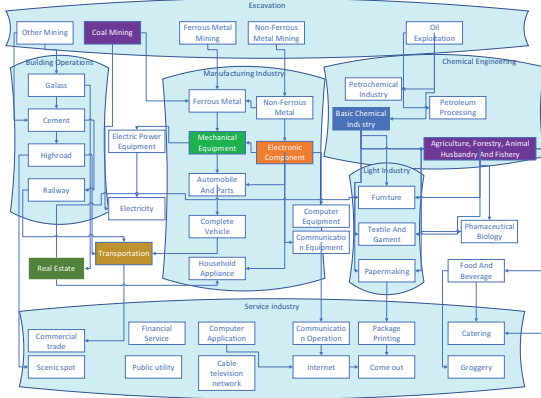 Excavation
Other Mining
Coal Mining
Ferrous Metal
Mining
Non-Ferrous
Metal Mining
Oil
Exploitation
Building Operations
Manufacturing Industry
Chemical Engineering
Galass
Cement
Highroad
Railway
Electric Power
Equipment
Electricity
Transportation
Real Estate
Ferrous Metal
Non-Ferrous
Metal
Mechanical
Equipment
Electronic
Component
Automobile
And Parts
Complete
Vehicle
Household
Appliance
Computer
Equipment
Communicatio
n Equipment
Petrochemical
Industry
Petroleum
Processing
Basic Chemical
Industry
Agriculture, Forestry, Animal
Husbandry And Fishery
Light Industry
Furnture
Textile And
Gament
Papermaking
Phamaceutical
Biology
Food And
Beverage
Service industry
Commercial
trade
Financial
Service
Computer
Application
Communicatio
n Operation
Package
Printing
Catering
Scenic spot
Public utility
Cable
television
network
internet
Come out
Groggery